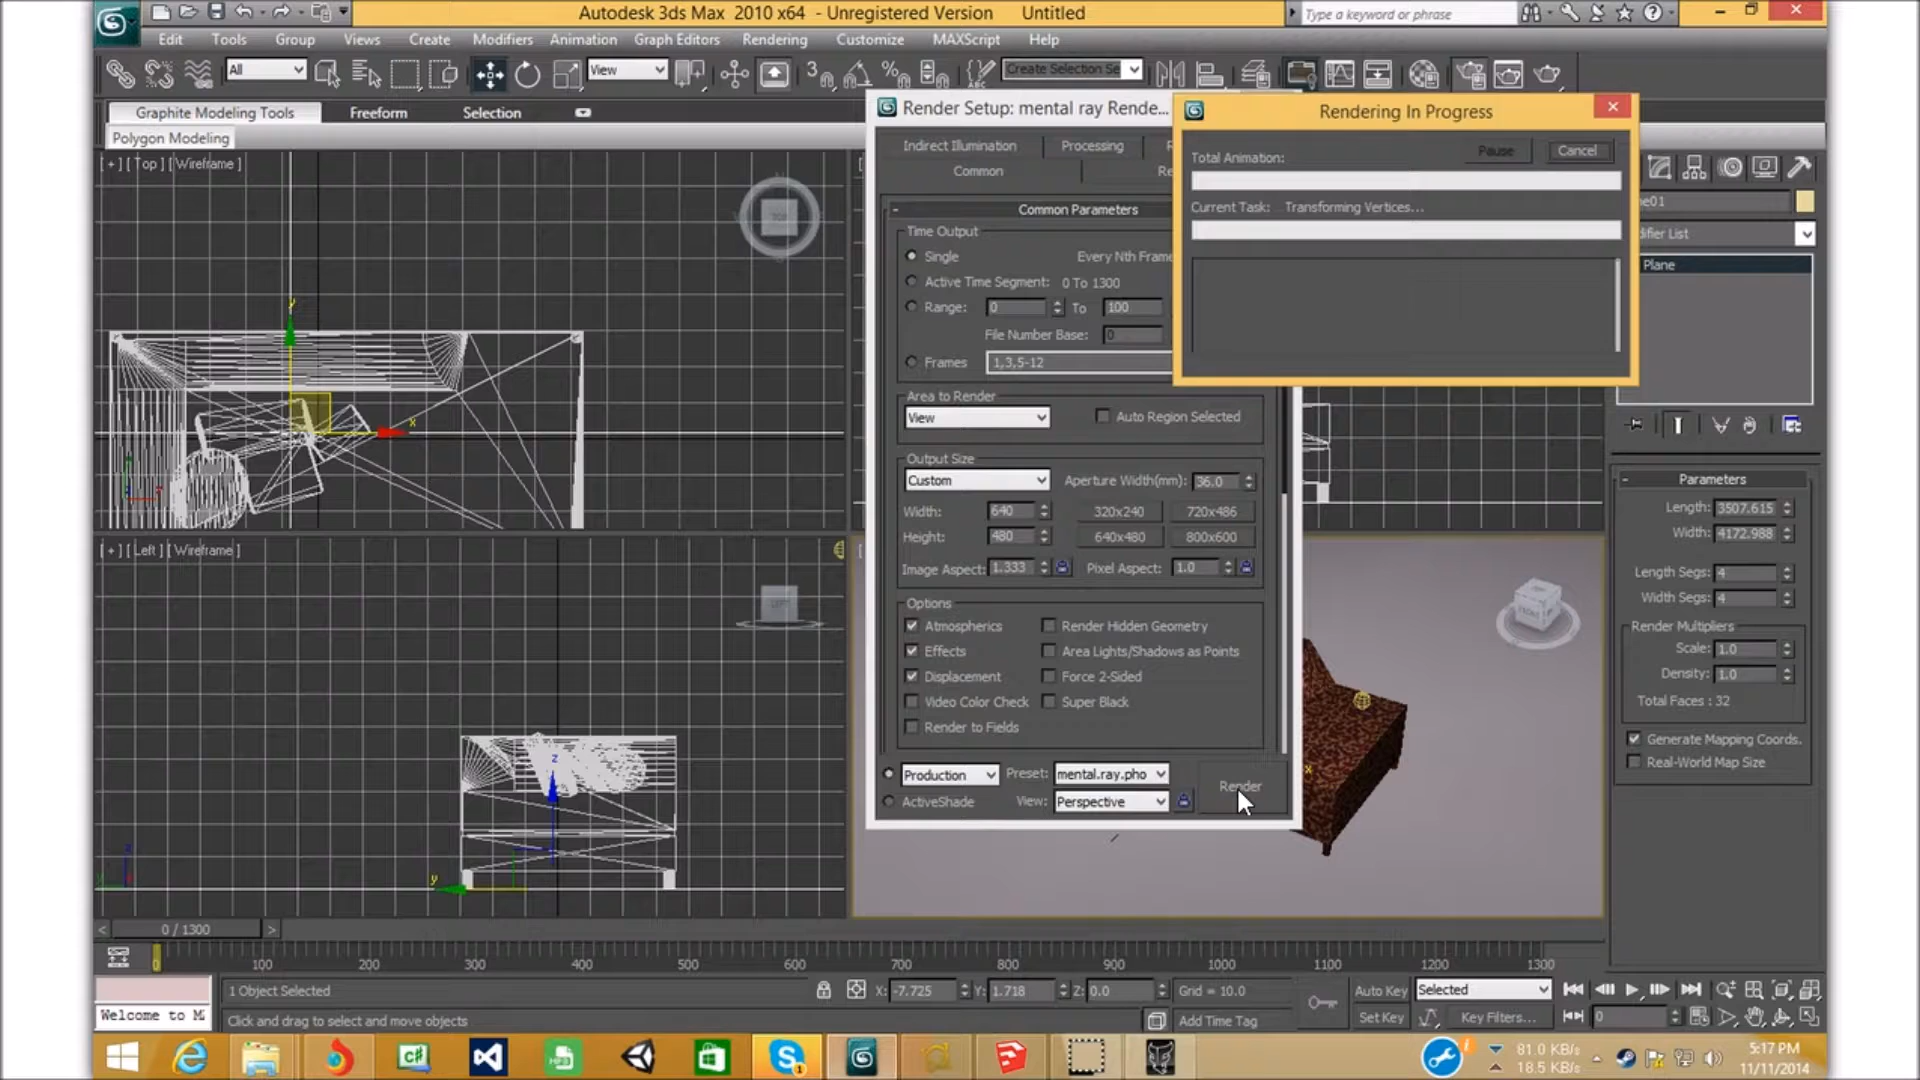 Autodesk 3ds Max 2010 x64 - Unregistered Version Untitled
Type a keyword or phrase
Edit Tools Group Views Create Modifiers Animation Graph Editors Rendering Customize MAXScript Help
All
View
3
Create Selection Se
Graphite Modeling Tools Freeform Selection
Polygon Modeling
[ + ] [ Top ] [ Wireframe ]
TOP
y
x
[ + ] [ Left ] [ Wireframe ]
LEFT
z
y
Render Setup: mental ray Rende...
Indirect Illumination Processing
Common
Common Parameters
Time Output
Single Every Nth Frame
Active Time Segment: 0 To 1300
Range: 0 To 100
File Number Base: 0
Frames 1,3,5-12
Area to Render
View Auto Region Selected
Output Size
Custom Aperture Width(mm): 36.0
Width: 640 320x240 720x486
Height: 480 640x480 800x600
Image Aspect: 1.333 Pixel Aspect: 1.0
Options
Atmospherics Render Hidden Geometry
Effects Area Lights/Shadows as Points
Displacement Force 2-Sided
Video Color Check Super Black
Render to Fields
Production Preset: mental.ray.pho Render
ActiveShade View: Perspective
Rendering In Progress
Total Animation: Pause Cancel
Current Task: Transforming Vertices...
x
ne01
difier List
Plane
Parameters
Length: 3507.615
Width: 4172.988
Length Segs: 4
Width Segs: 4
Render Multipliers
Scale: 1.0
Density: 1.0
Total Faces : 32
Generate Mapping Coords.
Real-World Map Size
< 0 / 1300 >
100 200 300 400 500 600 700 800 900 1000 1100 1200 1300
1 Object Selected X: -7.725 Y: 1.718 Z: 0.0 Grid = 10.0 Auto Key Selected
Welcome to M
Click and drag to select and move objects Add Time Tag Set Key Key Filters... 0
81.0 KB/s
18.5 KB/s
5:17 PM
11/11/2014